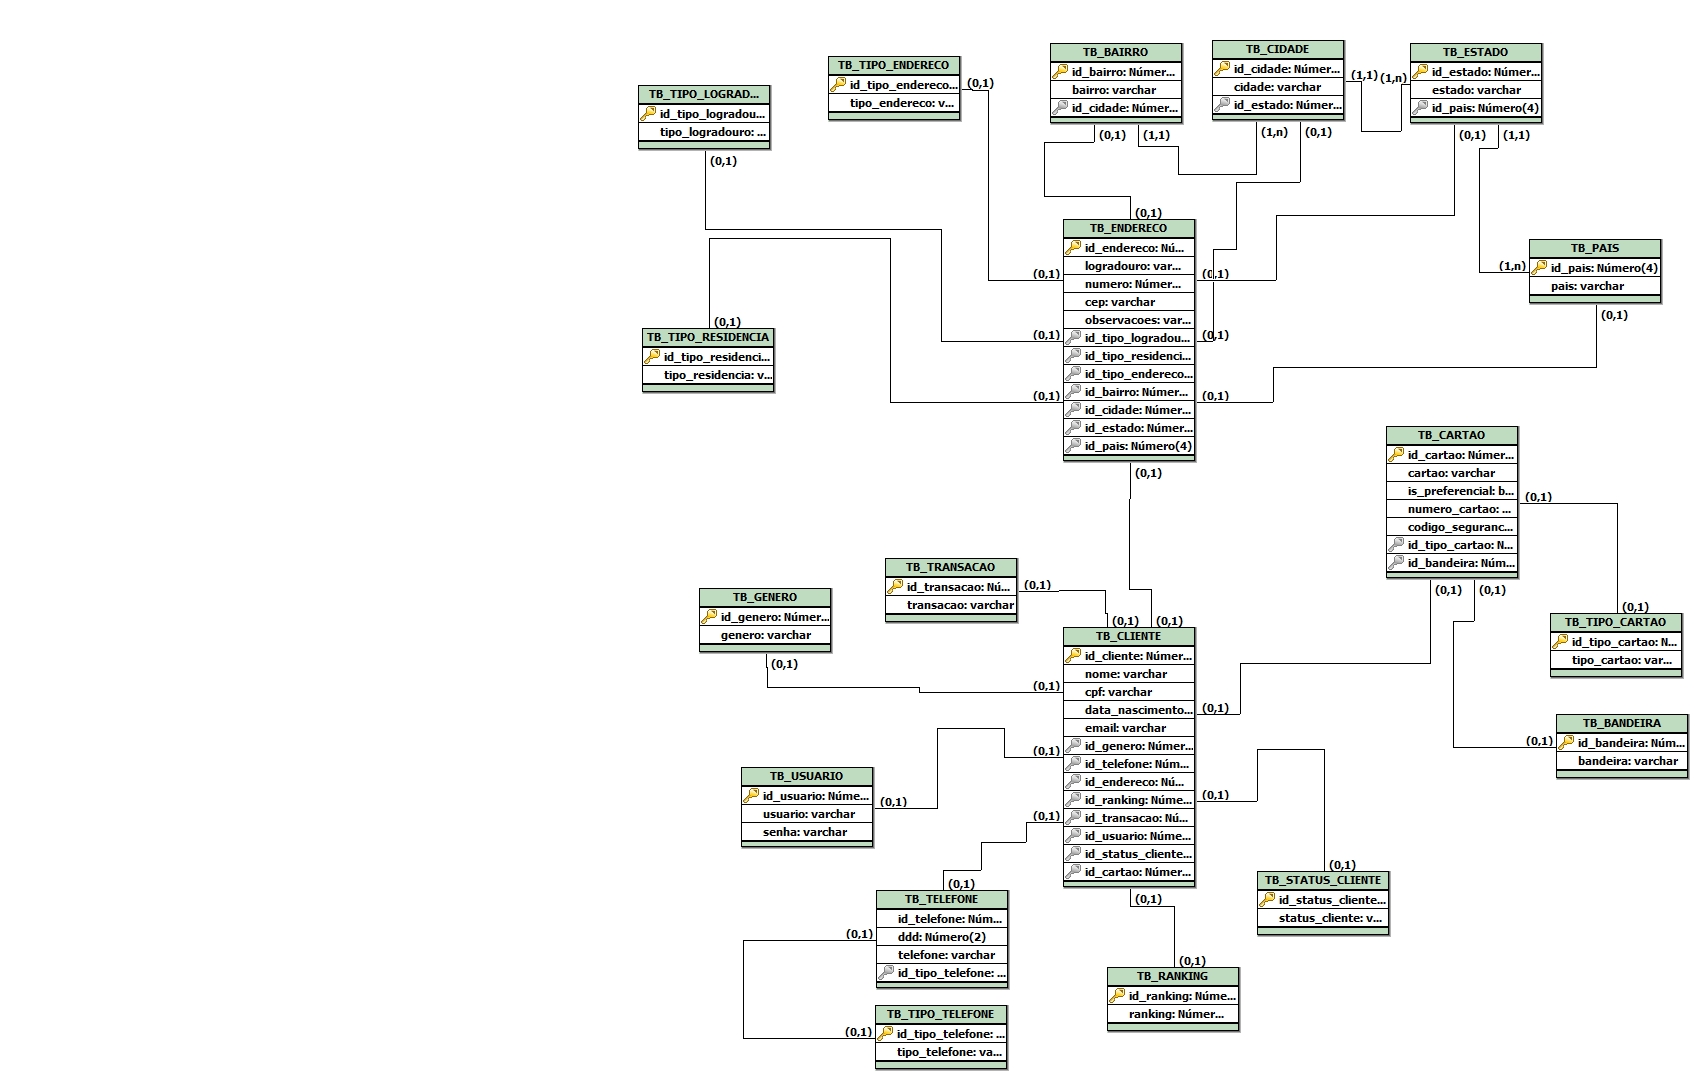 TB_TIPO_LOGRAD...
id_tipo_logradou...
tipo_logradouro: ...
(0,1)
TB_TIPO_ENDERECO
id_tipo_endereco...
tipo_endereco: v...
(0,1)
TB_BAIRRO
id_bairro: Númer...
bairro: varchar
id_cidade: Númer...
(0,1)
(1,1)
TB_CIDADE
id_cidade: Númer...
cidade: varchar
id_estado: Númer...
(1,1)
(1,n)
(0,1)
TB_ESTADO
id_estado: Númer...
estado: varchar
id_pais: Número(4)
(1,n)
(0,1)
(1,1)
TB_PAIS
id_pais: Número(4)
pais: varchar
(1,n)
(0,1)
TB_TIPO_RESIDENCIA
id_tipo_residenci...
tipo_residencia: v...
(0,1)
(0,1)
TB_ENDERECO
id_endereco: Nú...
logradouro: var...
numero: Númer...
cep: varchar
observacoes: var...
id_tipo_logradou...
id_tipo_residenci...
id_tipo_endereco...
id_bairro: Númer...
id_cidade: Númer...
id_estado: Númer...
id_pais: Número(4)
(0,1)
(0,1)
(0,1)
(0,1)
(0,1)
(0,1)
(0,1)
TB_CARTAO
id_cartao: Númer...
cartao: varchar
is_preferencial: b...
numero_cartao: ...
codigo_seguranc...
id_tipo_cartao: N...
id_bandeira: Núm...
(0,1)
(0,1)
(0,1)
TB_TIPO_CARTAO
id_tipo_cartao: N...
tipo_cartao: var...
(0,1)
TB_BANDEIRA
id_bandeira: Núm...
bandeira: varchar
(0,1)
TB_TRANSACAO
id_transacao: Nú...
transacao: varchar
(0,1)
TB_GENERO
id_genero: Númer...
genero: varchar
(0,1)
(0,1)
(0,1)
TB_CLIENTE
id_cliente: Númer...
nome: varchar
cpf: varchar
data_nascimento...
email: varchar
id_genero: Númer...
id_telefone: Núm...
id_endereco: Nú...
id_ranking: Núme...
id_transacao: Nú...
id_usuario: Núme...
id_status_cliente...
id_cartao: Númer...
(0,1)
(0,1)
(0,1)
(0,1)
(0,1)
(0,1)
TB_USUARIO
id_usuario: Núme...
usuario: varchar
senha: varchar
(0,1)
TB_TELEFONE
id_telefone: Núm...
ddd: Número(2)
telefone: varchar
id_tipo_telefone: ...
(0,1)
(0,1)
TB_TIPO_TELEFONE
id_tipo_telefone: ...
tipo_telefone: va...
(0,1)
TB_STATUS_CLIENTE
id_status_cliente...
status_cliente: v...
(0,1)
TB_RANKING
id_ranking: Núme...
ranking: Númer...
(0,1)